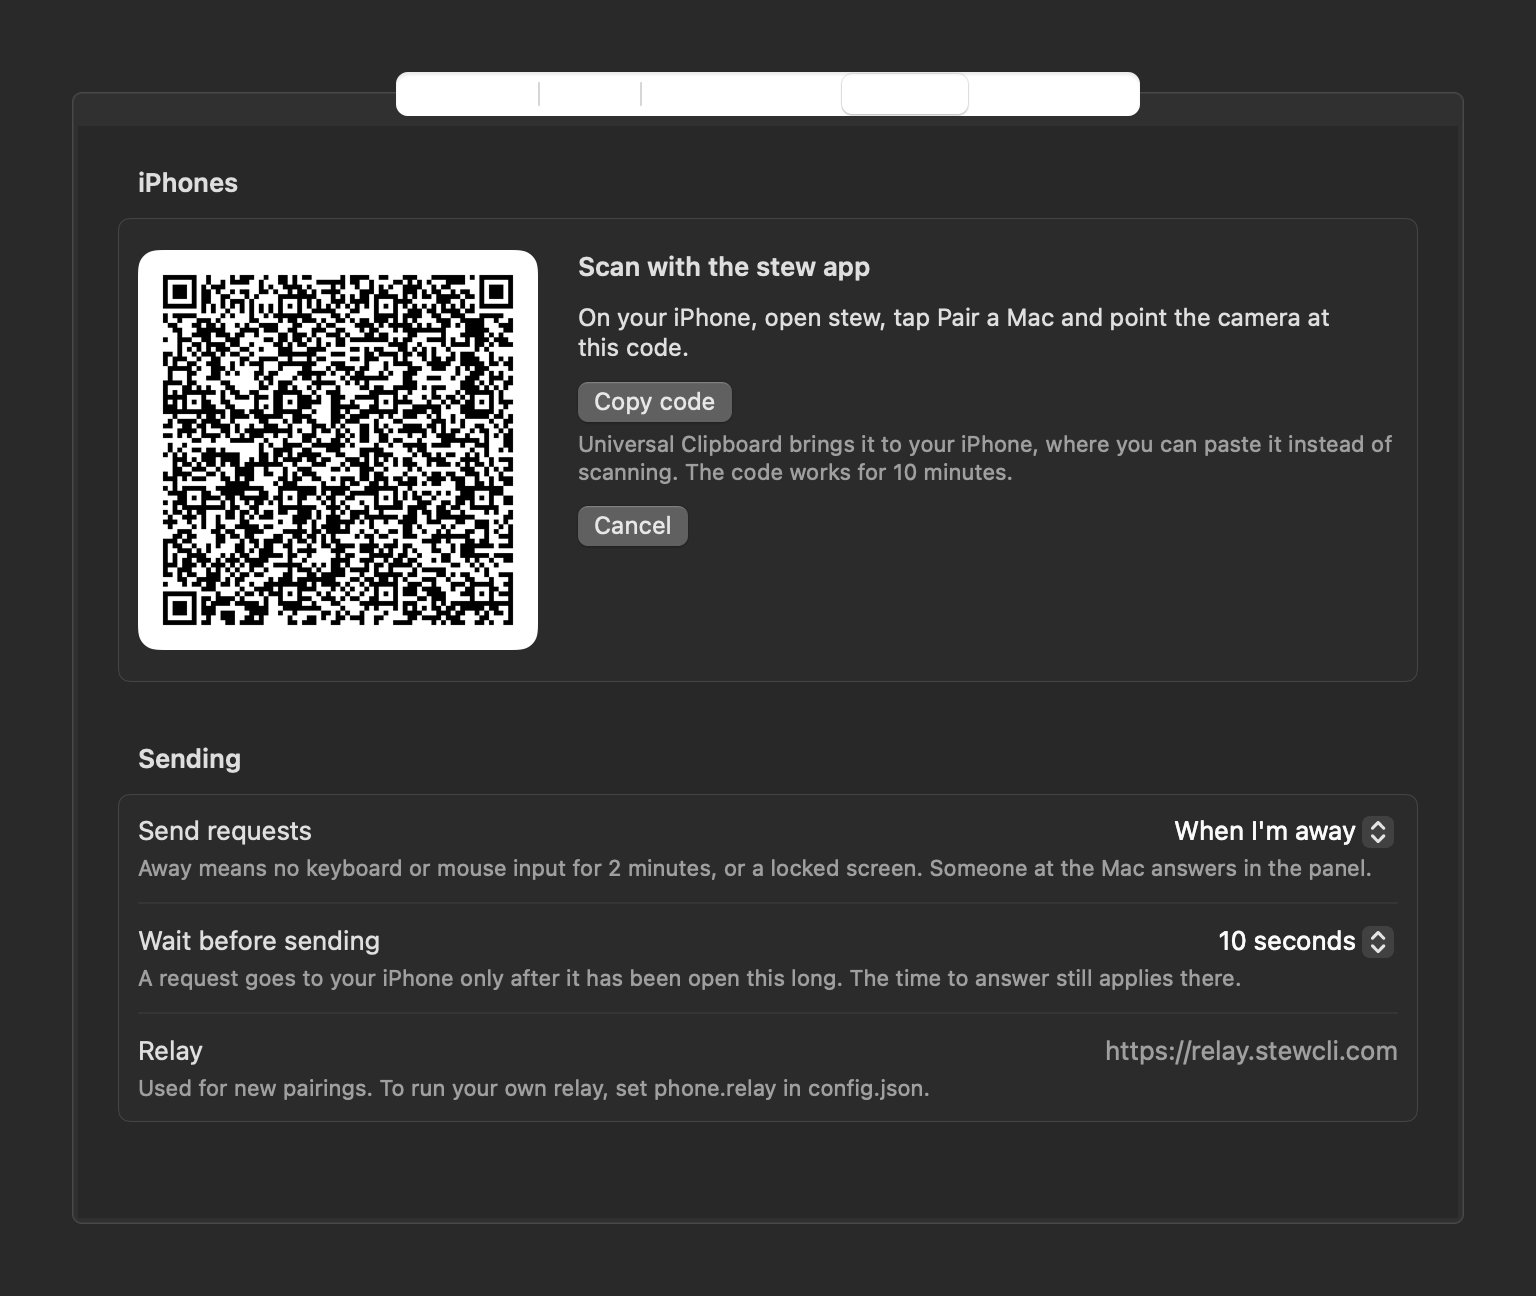 iPhones
Scan with the stew app
On your iPhone, open stew, tap Pair a Mac and point the camera at
this code.
Copy code
Universal Clipboard brings it to your iPhone, where you can paste it instead of
scanning. The code works for 10 minutes.
Cancel
Sending
Send requests
When I'm away
Away means no keyboard or mouse input for 2 minutes, or a locked screen. Someone at the Mac answers in the panel.
Wait before sending
10 seconds
A request goes to your iPhone only after it has been open this long. The time to answer still applies there.
Relay
https://relay.stewcli.com
Used for new pairings. To run your own relay, set phone.relay in config.json.